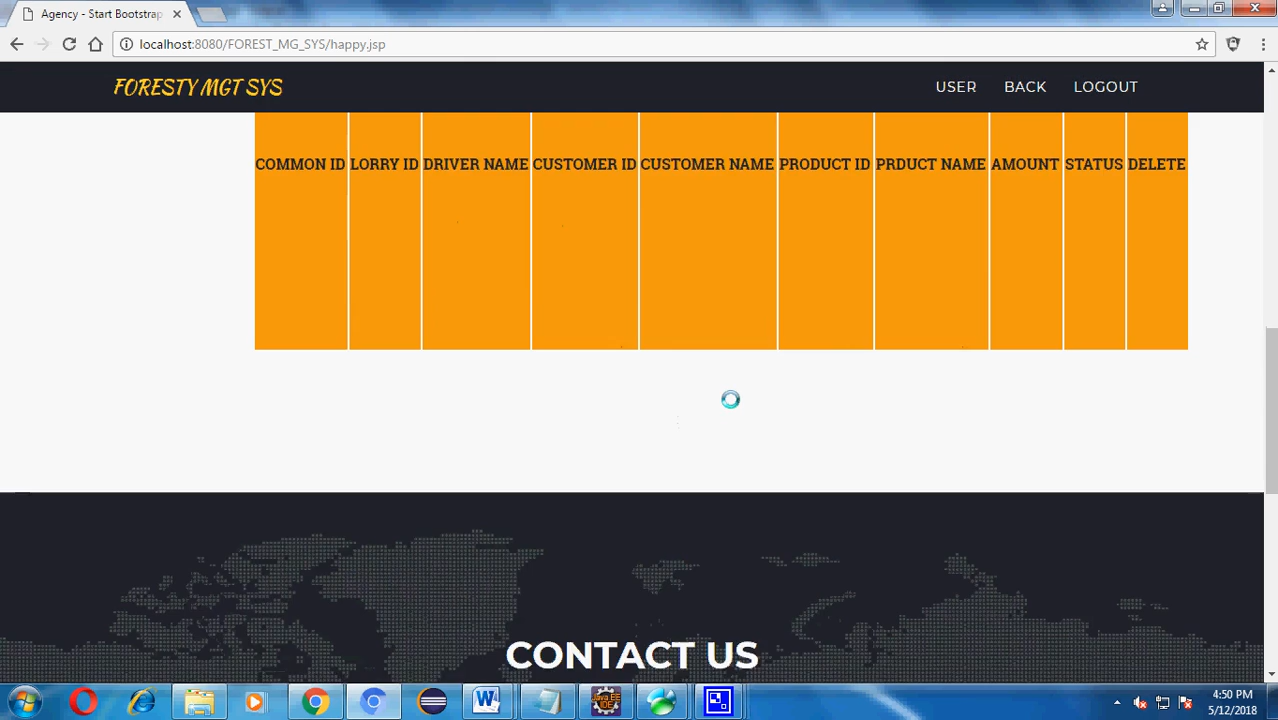 Agency - Start Bootstrap
localhost:8080/FOREST_MG_SYS/happy.jsp
FORESTY MGT SYS USER BACK LOGOUT
COMMON ID LORRY ID DRIVER NAME CUSTOMER ID CUSTOMER NAME PRODUCT ID PRDUCT NAME AMOUNT STATUS DELETE
CONTACT US
4:50 PM
5/12/2018